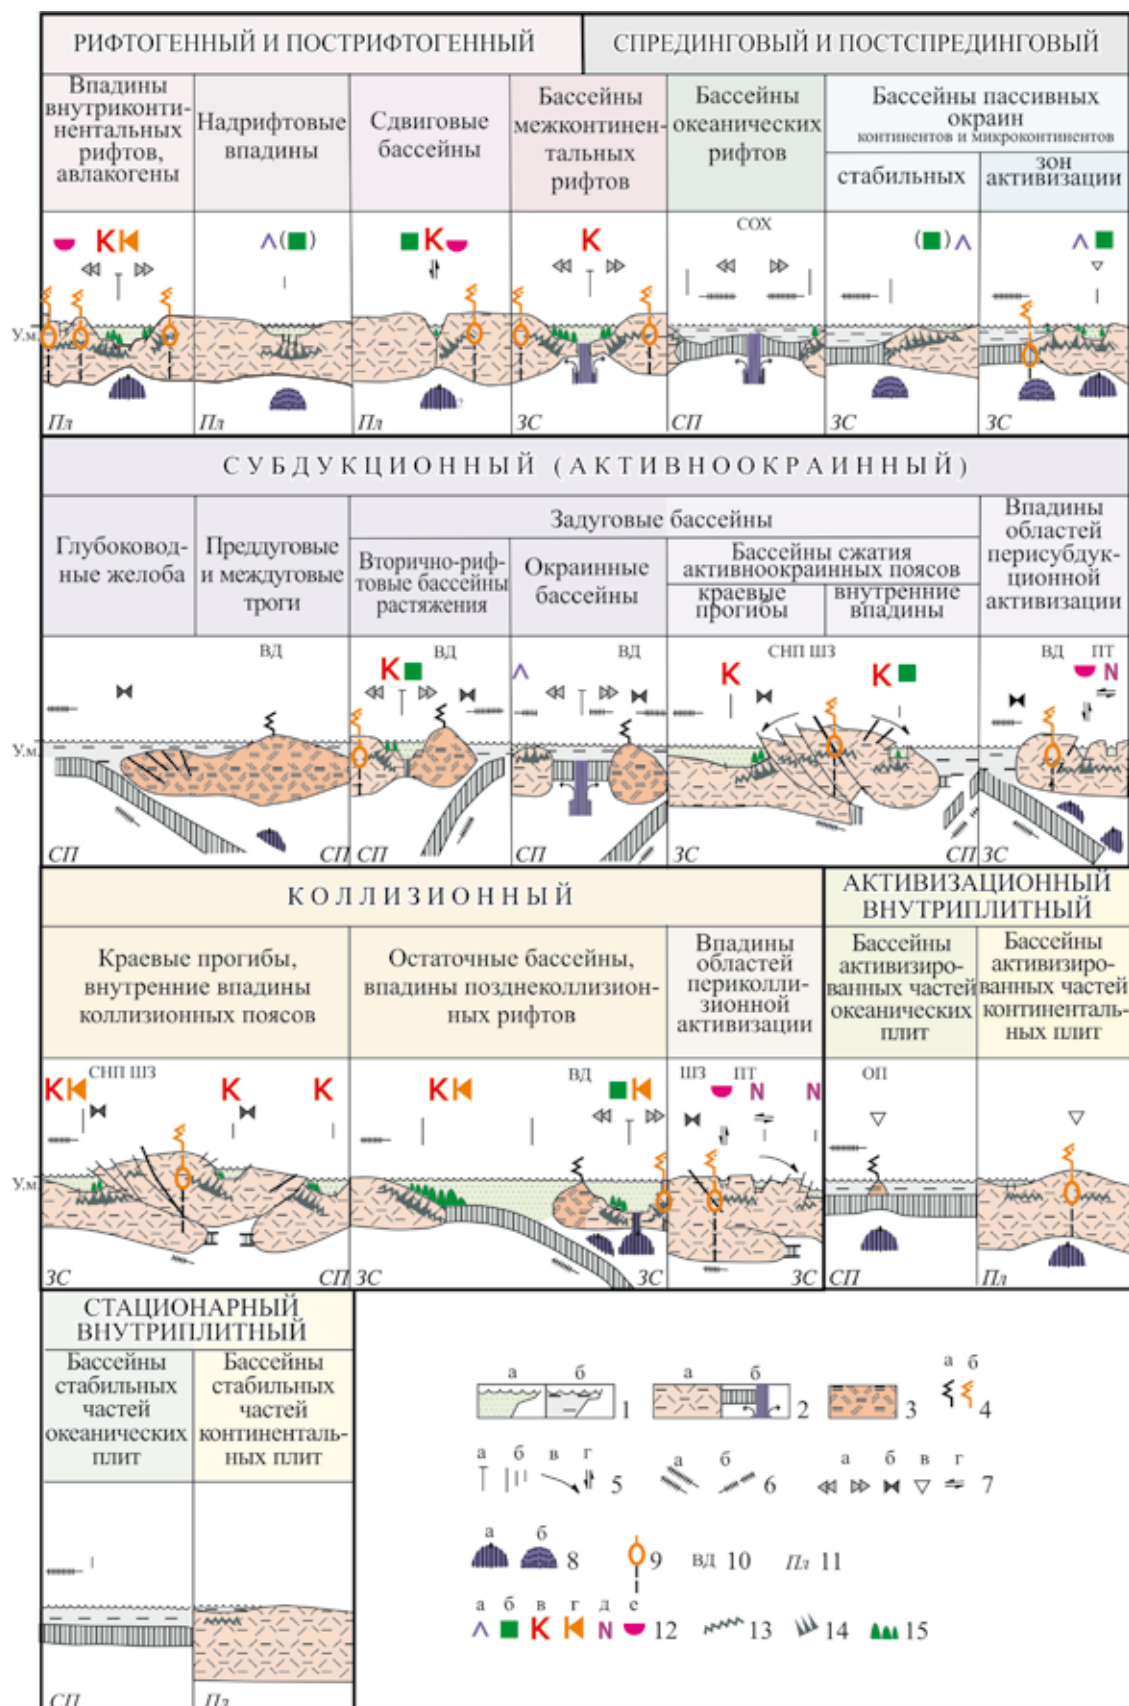 РИФТОГЕННЫЙ И ПОСТРИФТОГЕННЫЙ
СПРЕДИНГОВЫЙ И ПОСТСПРЕДИНГОВЫЙ
Впадины
внутриконти-
нентальных
рифтов,
авлакогены
Надрифтовые
впадины
Сдвиговые
бассейны
Бассейны
межконтинен-
тальных
рифтов
Бассейны
океанических
рифтов
Бассейны пассивных
окраин
континентов и микроконтинентов
стабильных
зон
активизации
К
К
К
СОХ
( )
( )
У.м.
?
Пл
Пл
Пл
ЗС
СП
ЗС
ЗС
СУБДУКЦИОННЫЙ (АКТИВНООКРАИННЫЙ)
Глубоковод-
ные желоба
Преддуговые
и междуговые
троги
Задуговые бассейны
Вторично-риф-
товые бассейны
растяжения
Окраинные
бассейны
Бассейны сжатия
активноокраинных поясов
краевые
прогибы
внутренние
впадины
Впадины
областей
перисубдук-
ционной
активизации
ВД
К
ВД
ВД
К
СНП ШЗ
К
ВД
ПТ
N
У.м.
СП
СП
СП
СП
ЗС
СП
ЗС
КОЛЛИЗИОННЫЙ
АКТИВИЗАЦИОННЫЙ
ВНУТРИПЛИТНЫЙ
Краевые прогибы,
внутренние впадины
коллизионных поясов
Остаточные бассейны,
впадины позднеколлизион-
ных рифтов
Впадины
областей
периколли-
зионной
активизации
Бассейны
активизиро-
ванных частей
океанических
плит
Бассейны
активизиро-
ванных частей
континенталь-
ных плит
К
СНП ШЗ
К
К
К
ВД
ШЗ
ПТ
N
N
ОП
У.м.
ЗС
СП
ЗС
ЗС
ЗС
СП
Пл
СТАЦИОНАРНЫЙ
ВНУТРИПЛИТНЫЙ
Бассейны
стабильных
частей
океанических
плит
Бассейны
стабильных
частей
континенталь-
ных плит
СП
Пл
а б 1
а б 2
3
а б 4
а б в г 5
а б 6
а б в г 7
а б 8
9
ВД 10
Пл 11
а б в г д е
К N 12
13
14
15